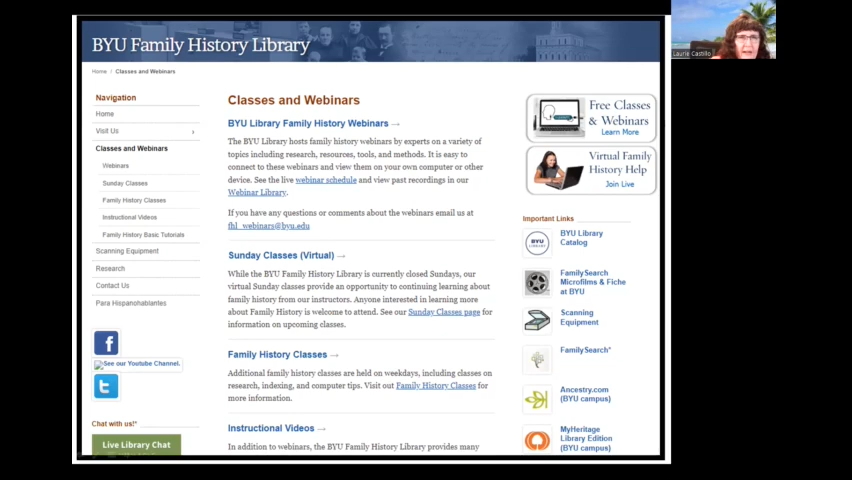 BYU Family History Library
Laurie Castillo
Home / Classes and Webinars
Navigation
Home
Visit Us
Classes and Webinars
Webinars
Sunday Classes
Family History Classes
Instructional Videos
Family History Basic Tutorials
Scanning Equipment
Research
Contact Us
Para Hispanohablantes
See our Youtube Channel.
Chat with us!*
Live Library Chat
Classes and Webinars
BYU Library Family History Webinars →
The BYU Library hosts family history webinars by experts on a variety of
topics including research, resources, tools, and methods. It is easy to
connect to these webinars and view them on your own computer or other
device. See the live webinar schedule and view past recordings in our
Webinar Library.
If you have any questions or comments about the webinars email us at
fhl_webinars@byu.edu
Sunday Classes (Virtual) →
While the BYU Family History Library is currently closed Sundays, our
virtual Sunday classes provide an opportunity to continue learning about
family history from our instructors. Anyone interested in learning more
about Family History is welcome to attend. See our Sunday Classes page for
information on upcoming classes.
Family History Classes →
Additional family history classes are held on weekdays, including classes on
research, indexing, and computer tips. Visit out Family History Classes for
more information.
Instructional Videos →
In addition to webinars, the BYU Family History Library provides many
Free Classes
& Webinars
Learn More
Virtual Family
History Help
Join Live
Important Links
BYU
LIBRARY
BYU Library
Catalog
FamilySearch
Microfilms & Fiche
at BYU
Scanning
Equipment
FamilySearch*
Ancestry.com
(BYU campus)
MyHeritage
Library Edition
(BYU campus)